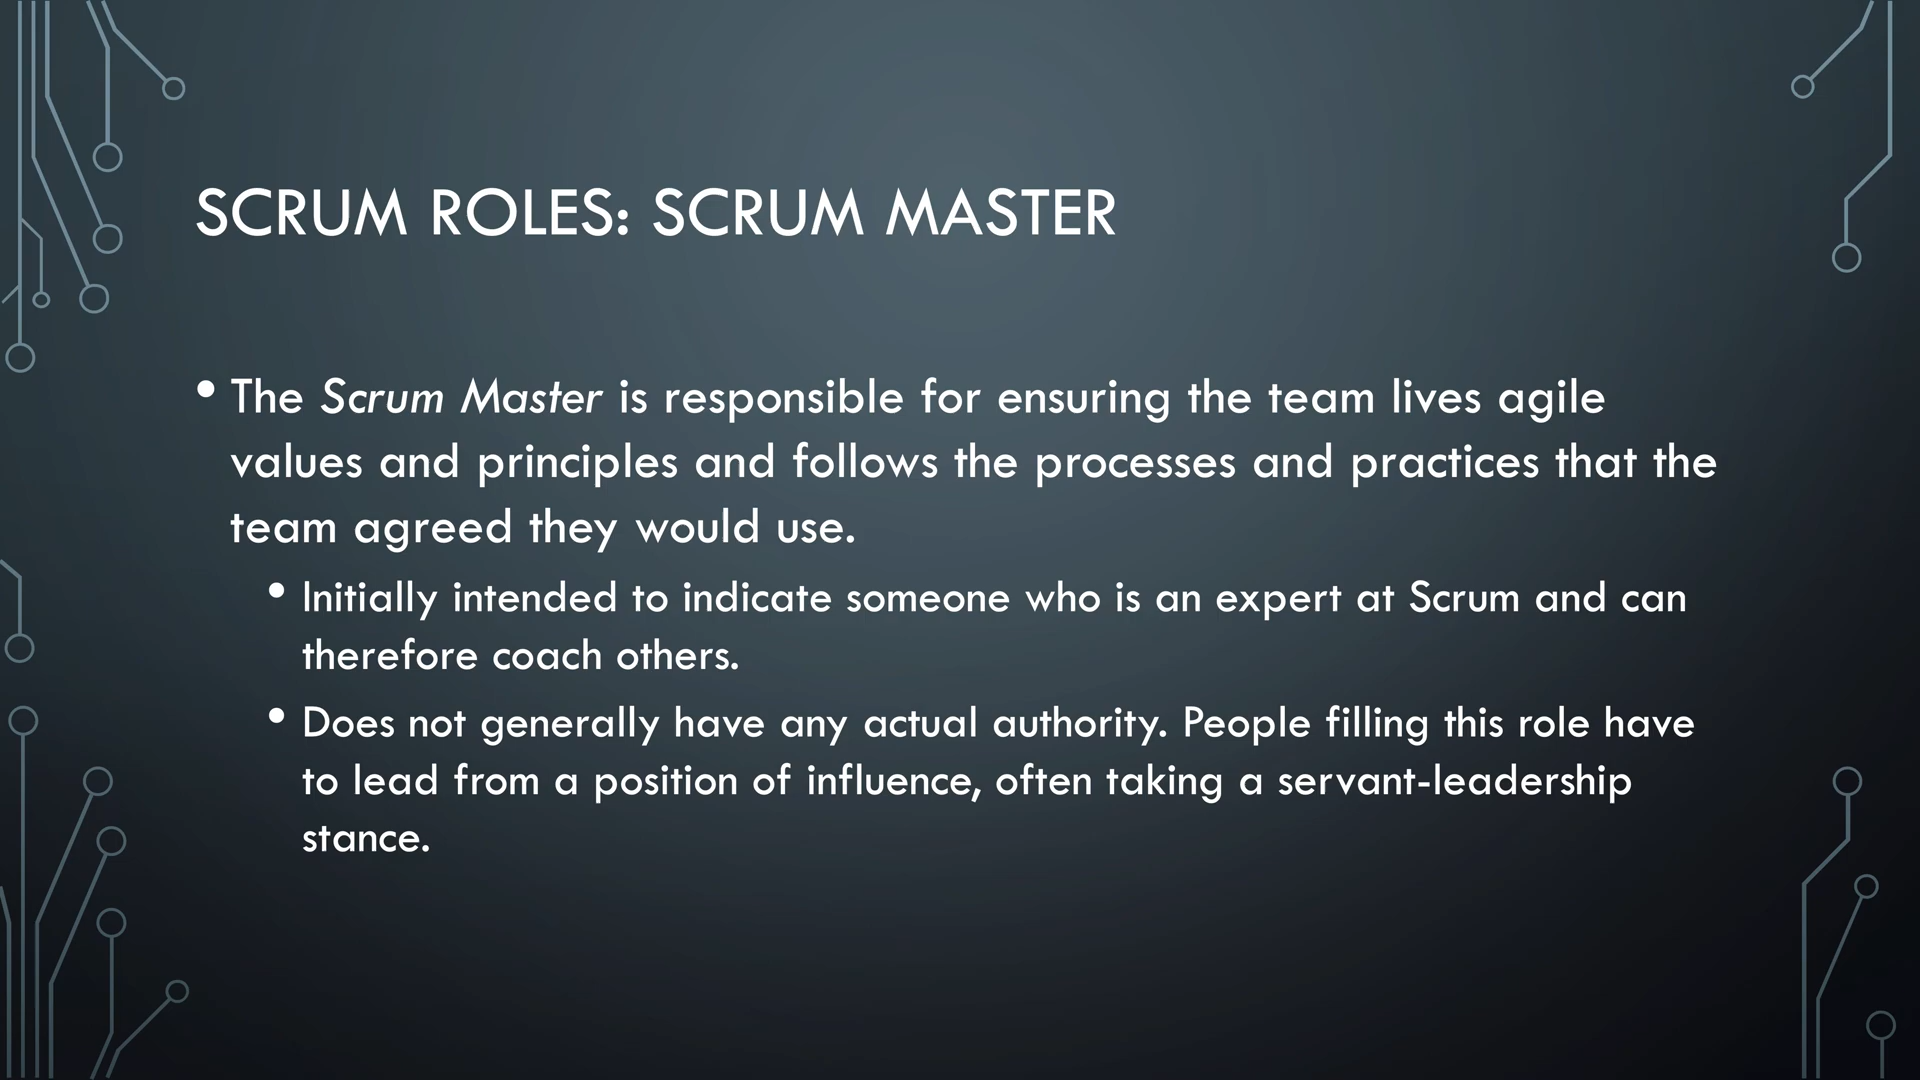 SCRUM ROLES: SCRUM MASTER
• The Scrum Master is responsible for ensuring the team lives agile
values and principles and follows the processes and practices that the
team agreed they would use.
• Initially intended to indicate someone who is an expert at Scrum and can
therefore coach others.
• Does not generally have any actual authority. People filling this role have
to lead from a position of influence, often taking a servant-leadership
stance.